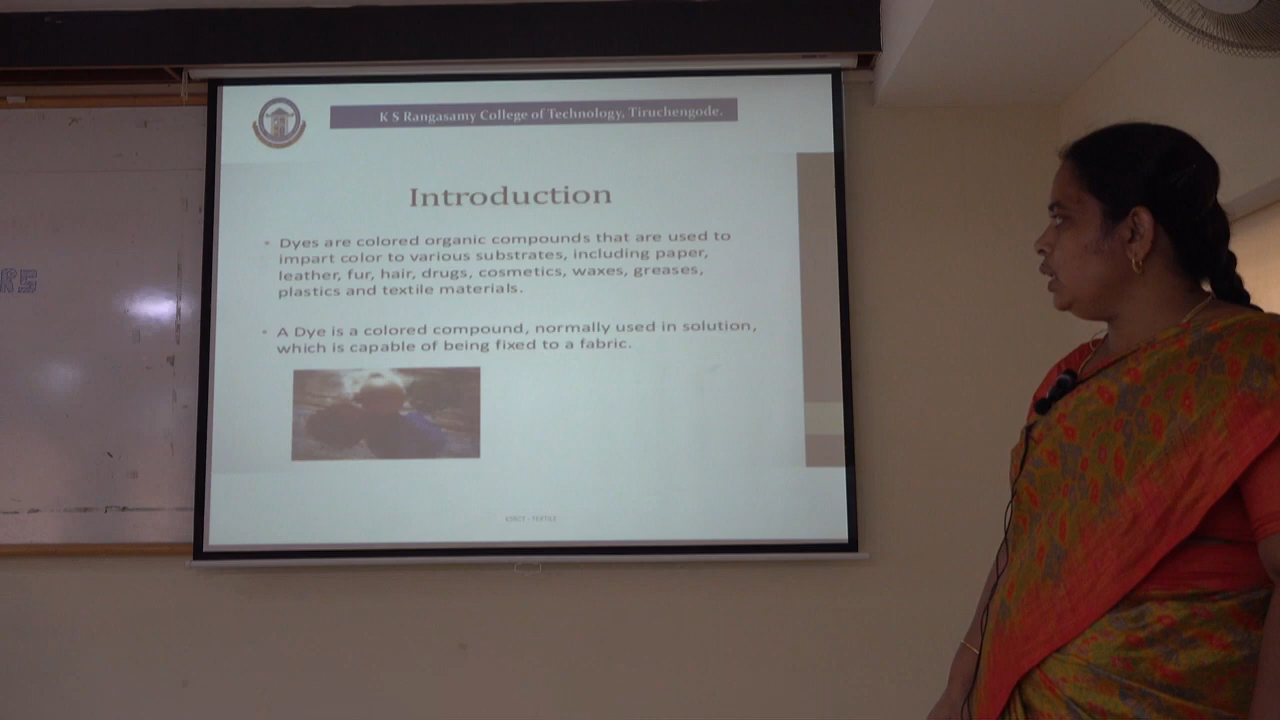 K S Rangasamy College of Technology, Tiruchengode.
Introduction
• Dyes are colored organic compounds that are used to
impart color to various substrates, including paper,
leather, fur, hair, drugs, cosmetics, waxes, greases,
plastics and textile materials.
• A Dye is a colored compound, normally used in solution,
which is capable of being fixed to a fabric.
KSRCT - TEXTILE